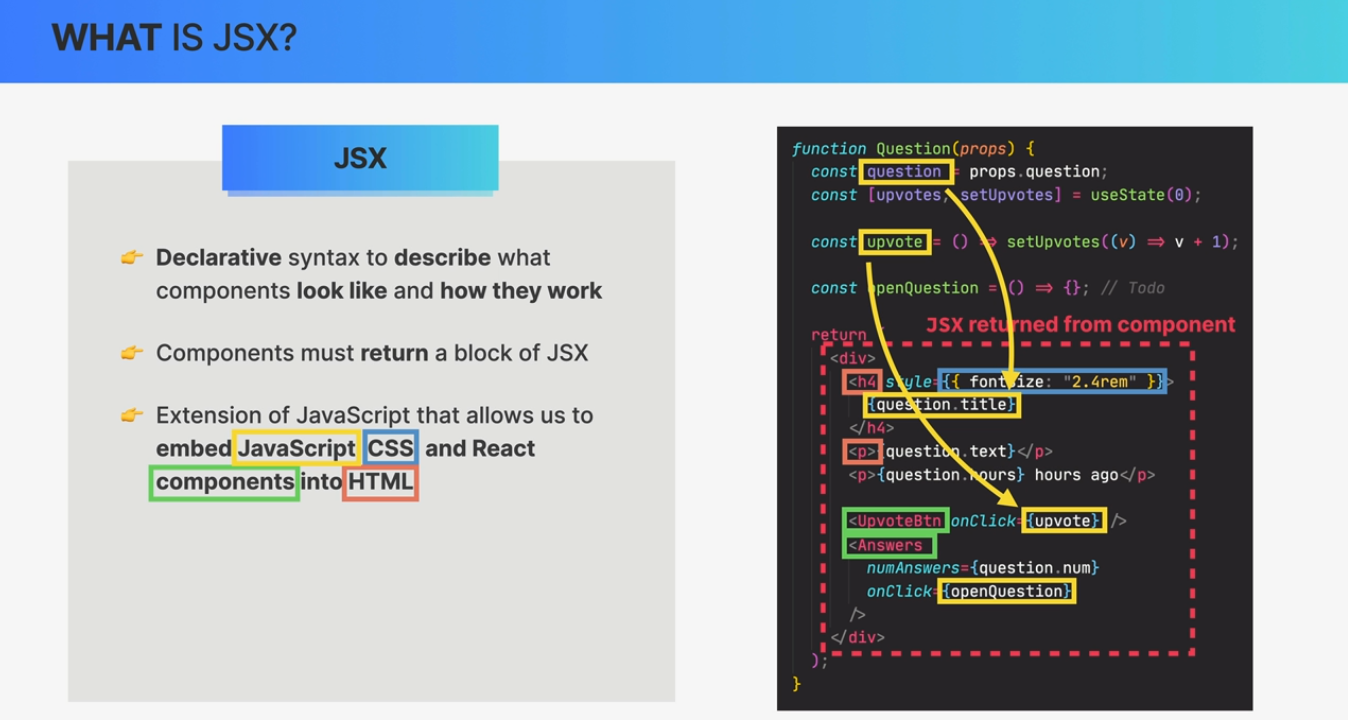 WHAT IS JSX?
JSX
👉 Declarative syntax to describe what
components look like and how they work
👉 Components must return a block of JSX
👉 Extension of JavaScript that allows us to
embed JavaScript CSS and React
components into HTML
function Question(props) {
const question = props.question;
const [upvotes, setUpvotes] = useState(0);
const upvote = () => setUpvotes((v) => v + 1);
const openQuestion = () => {}; // Todo
JSX returned from component
return (
<div>
<h4 style={{ fontSize: "2.4rem" }}>
{question.title}
</h4>
<p>{question.text}</p>
<p>{question.hours} hours ago</p>
<UpvoteBtn onClick={upvote} />
<Answers
numAnswers={question.num}
onClick={openQuestion}
/>
</div>
);
}